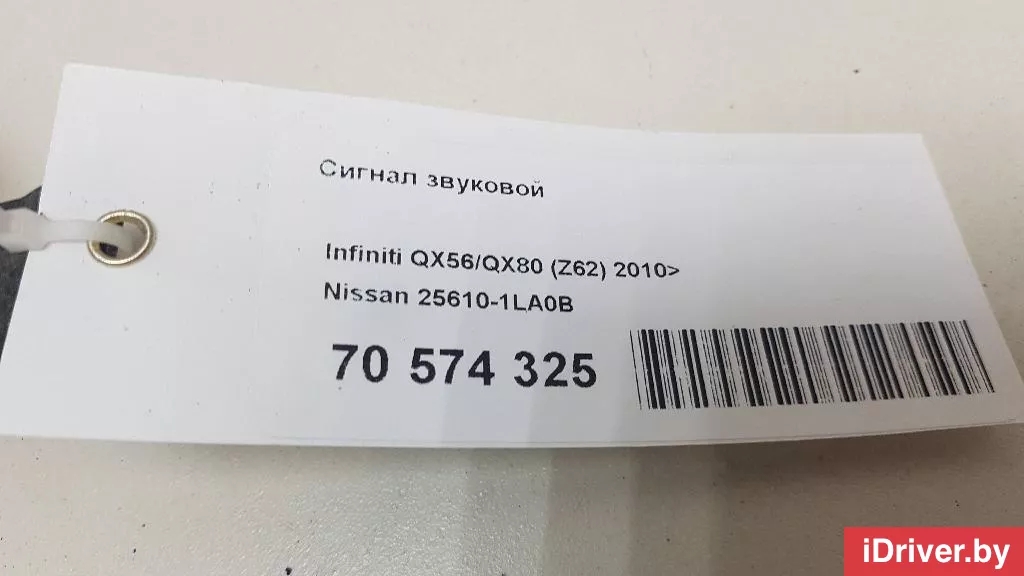 Сигнал звуковой
Infiniti QX56/QX80 (Z62) 2010>
Nissan 25610-1LA0B
70 574 325
iDriver.by